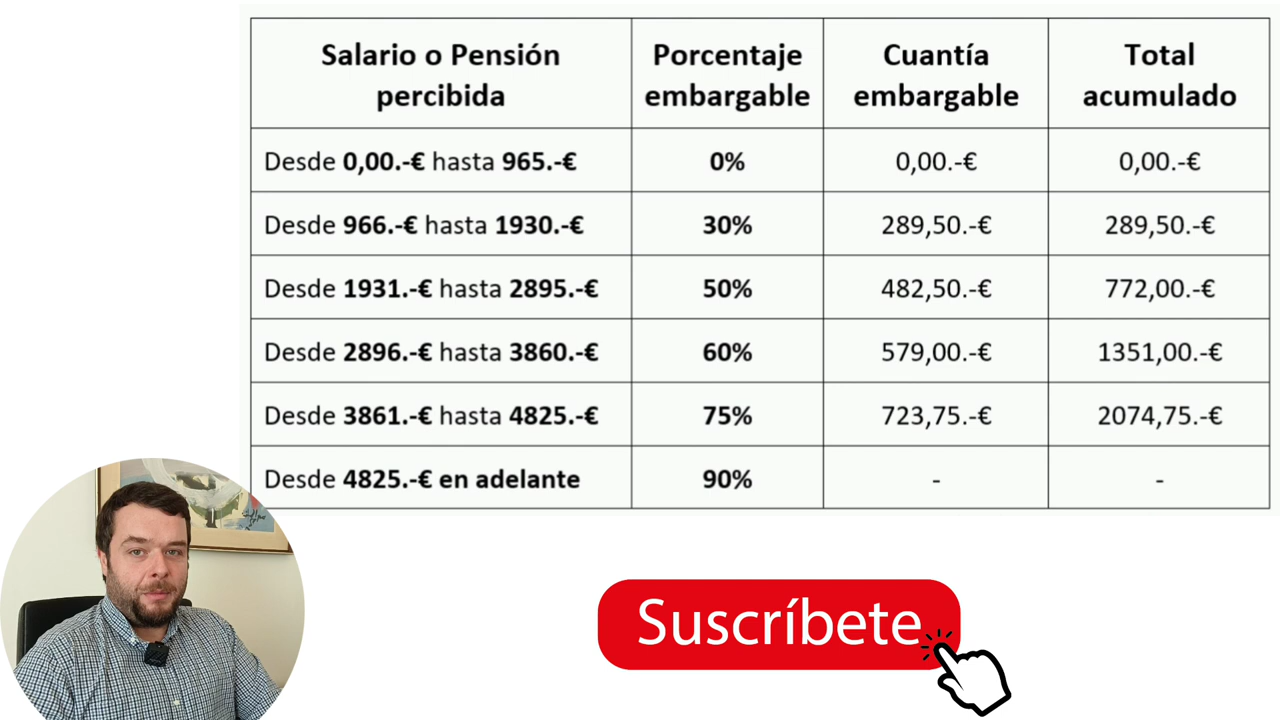 Salario o Pensión percibida Porcentaje embargable Cuantía embargable Total acumulado
Desde 0,00.-€ hasta 965.-€ 0% 0,00.-€ 0,00.-€
Desde 966.-€ hasta 1930.-€ 30% 289,50.-€ 289,50.-€
Desde 1931.-€ hasta 2895.-€ 50% 482,50.-€ 772,00.-€
Desde 2896.-€ hasta 3860.-€ 60% 579,00.-€ 1351,00.-€
Desde 3861.-€ hasta 4825.-€ 75% 723,75.-€ 2074,75.-€
Desde 4825.-€ en adelante 90% - -
Suscríbete